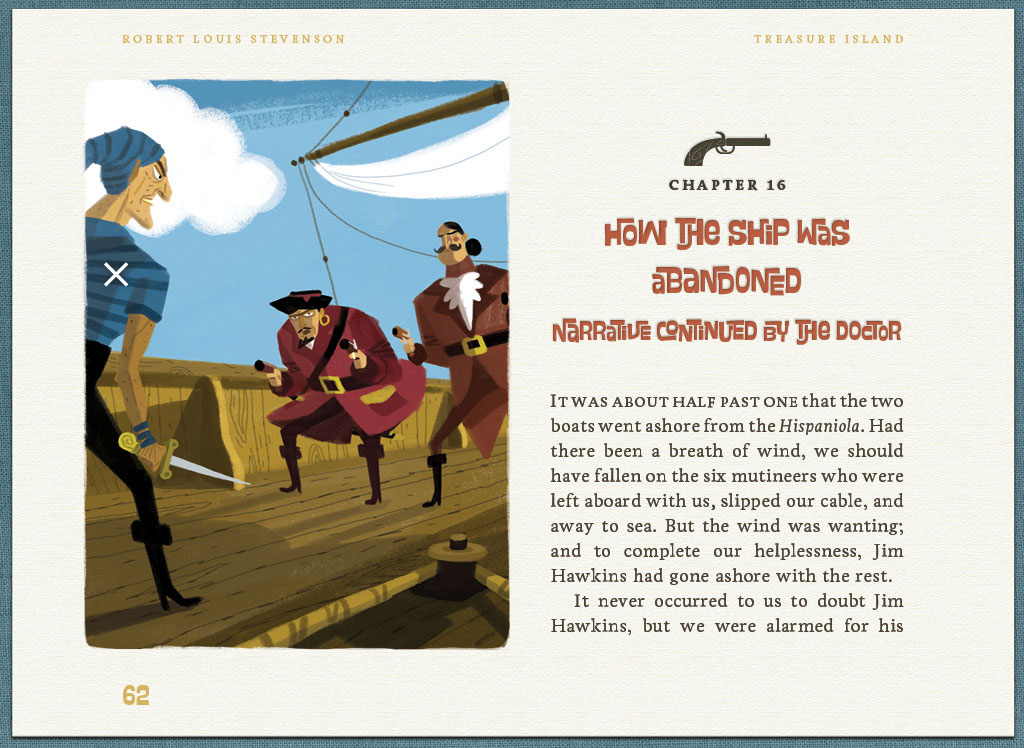 ROBERT LOUIS STEVENSON
TREASURE ISLAND
CHAPTER 16
HOW THE SHIP WAS
ABANDONED
NARRATIVE CONTINUED BY THE DOCTOR
IT WAS ABOUT HALF PAST ONE that the two
boats went ashore from the Hispaniola. Had
there been a breath of wind, we should
have fallen on the six mutineers who were
left aboard with us, slipped our cable, and
away to sea. But the wind was wanting;
and to complete our helplessness, Jim
Hawkins had gone ashore with the rest.
It never occurred to us to doubt Jim
Hawkins, but we were alarmed for his
62